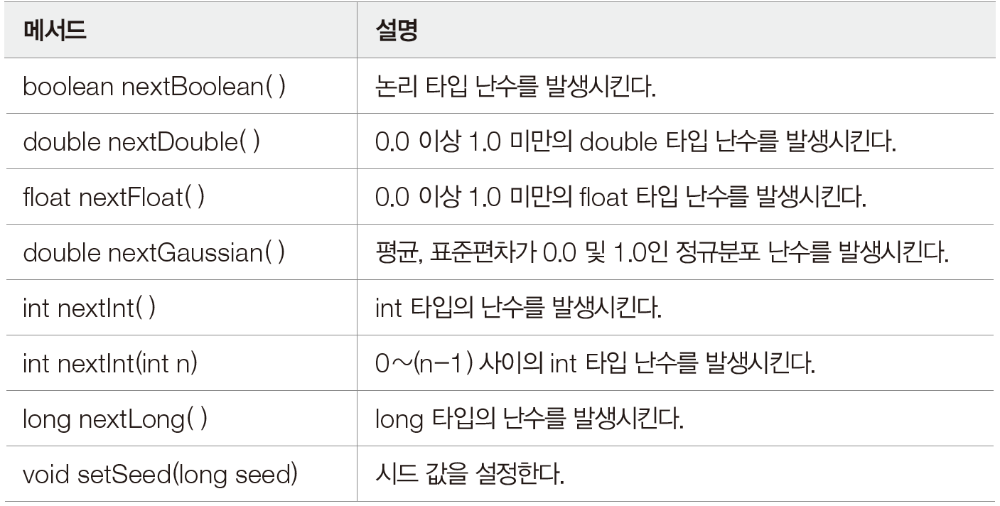 메서드 설명
boolean nextBoolean( ) 논리 타입 난수를 발생시킨다.
double nextDouble( ) 0.0 이상 1.0 미만의 double 타입 난수를 발생시킨다.
float nextFloat( ) 0.0 이상 1.0 미만의 float 타입 난수를 발생시킨다.
double nextGaussian( ) 평균, 표준편차가 0.0 및 1.0인 정규분포 난수를 발생시킨다.
int nextInt( ) int 타입의 난수를 발생시킨다.
int nextInt(int n) 0~(n-1) 사이의 int 타입 난수를 발생시킨다.
long nextLong( ) long 타입의 난수를 발생시킨다.
void setSeed(long seed) 시드 값을 설정한다.